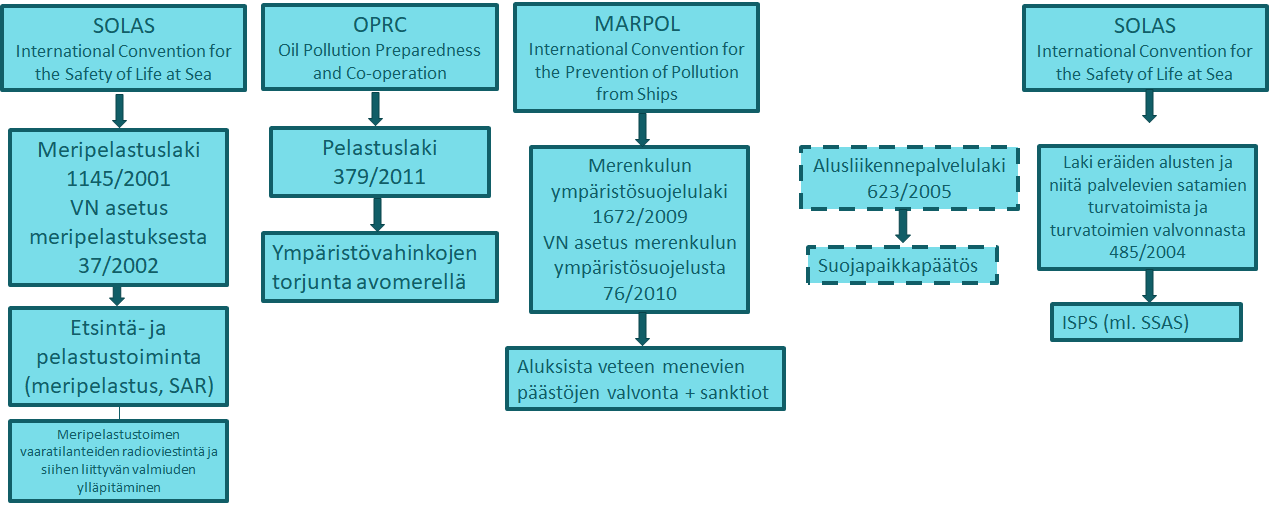 SOLAS
International Convention for
the Safety of Life at Sea
Meripelastuslaki
1145/2001
VN asetus
meripelastuksesta
37/2002
Etsintä- ja
pelastustoiminta
(meripelastus, SAR)
Meripelastustoimen
vaaratilanteiden radioviestintä ja
siihen liittyvän valmiuden
ylläpitäminen
OPRC
Oil Pollution Preparedness
and Co-operation
Pelastuslaki
379/2011
Ympäristövahinkojen
torjunta avomerellä
MARPOL
International Convention for
the Prevention of Pollution
from Ships
Merenkulun
ympäristösuojelulaki
1672/2009
VN asetus merenkulun
ympäristösuojelusta
76/2010
Aluksista veteen menevien
päästöjen valvonta + sanktiot
Alusliikennepalvelulaki
623/2005
Suojapaikkapäätös
SOLAS
International Convention for
the Safety of Life at Sea
Laki eräiden alusten ja
niitä palvelevien satamien
turvatoimista ja
turvatoimien valvonnasta
485/2004
ISPS (ml. SSAS)